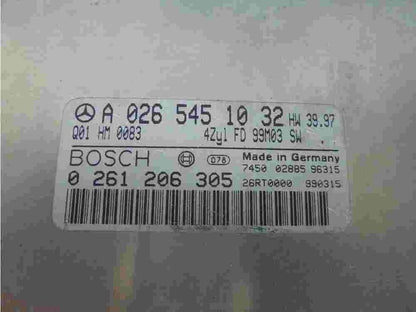 A 026 545 10 32 HW 39.97
Q01 HM 0083 4Zyl FD 99M03 SW
BOSCH 078 Made in Germany
7450 02885 96315
0 261 206 305 26RT0000 990315